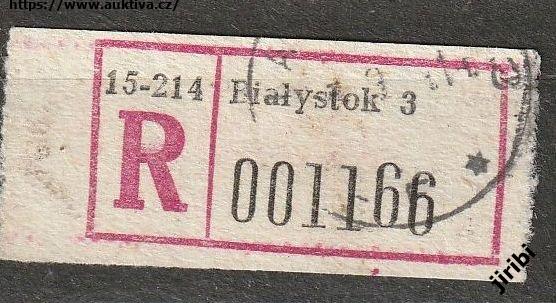 https://www.auktiva.cz/
15-214 Białystok 3
R
001166
jiribi